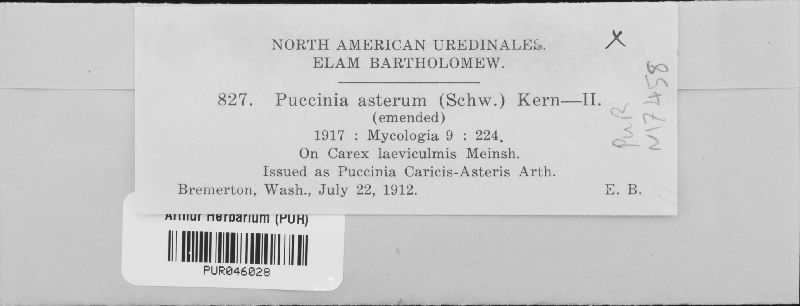 NORTH AMERICAN UREDINALES.
ELAM BARTHOLOMEW.
X
827. Puccinia asterum (Schw.) Kern—II.
(emended)
1917 : Mycologia 9 : 224.
On Carex laeviculmis Meinsh.
Issued as Puccinia Caricis-Asteris Arth.
Bremerton, Wash., July 22, 1912. E. B.
PUR
N17458
Arthur Herbarium (PUR)
PUR046028